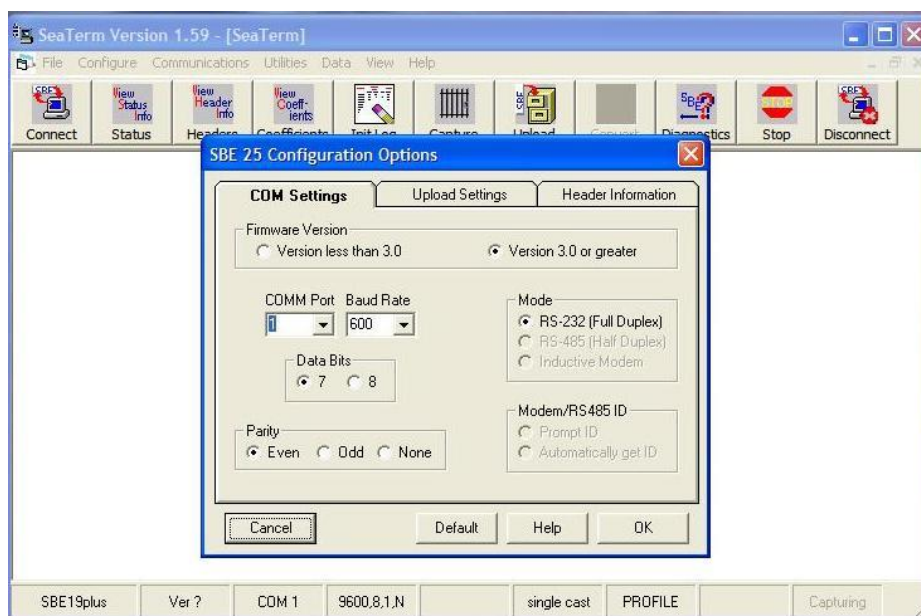 SeaTerm Version 1.59 - [SeaTerm]
File Configure Communications Utilities Data View Help
SBE View Status Info View Header Info View Coeff-icients SBE SBE STOP SBE
Connect Status Headers Coefficients Init Log Capture Upload Convert Diagnostics Stop Disconnect
SBE 25 Configuration Options
COM Settings Upload Settings Header Information
Firmware Version
Version less than 3.0 Version 3.0 or greater
COMM Port Baud Rate
1 600
Data Bits
7 8
Parity
Even Odd None
Mode
RS-232 (Full Duplex)
RS-485 (Half Duplex)
Inductive Modem
Modem/RS485 ID
Prompt ID
Automatically get ID
Cancel Default Help OK
SBE19plus Ver ? COM 1 9600,8,1,N single cast PROFILE Capturing